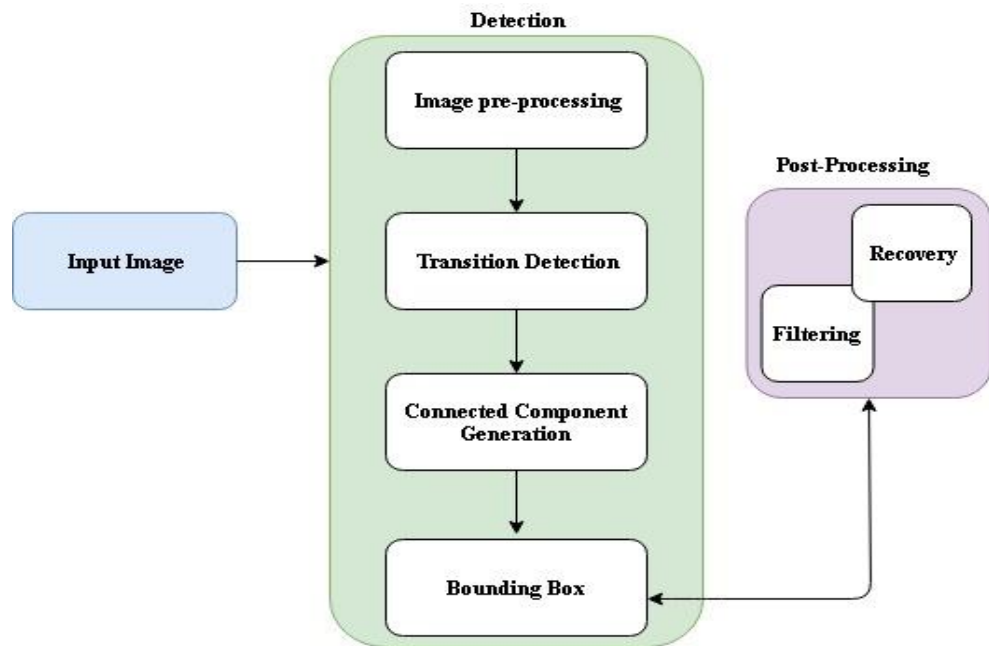 Detection
Image pre-processing
Post-Processing
Input Image
Transition Detection
Recovery
Filtering
Connected Component
Generation
Bounding Box